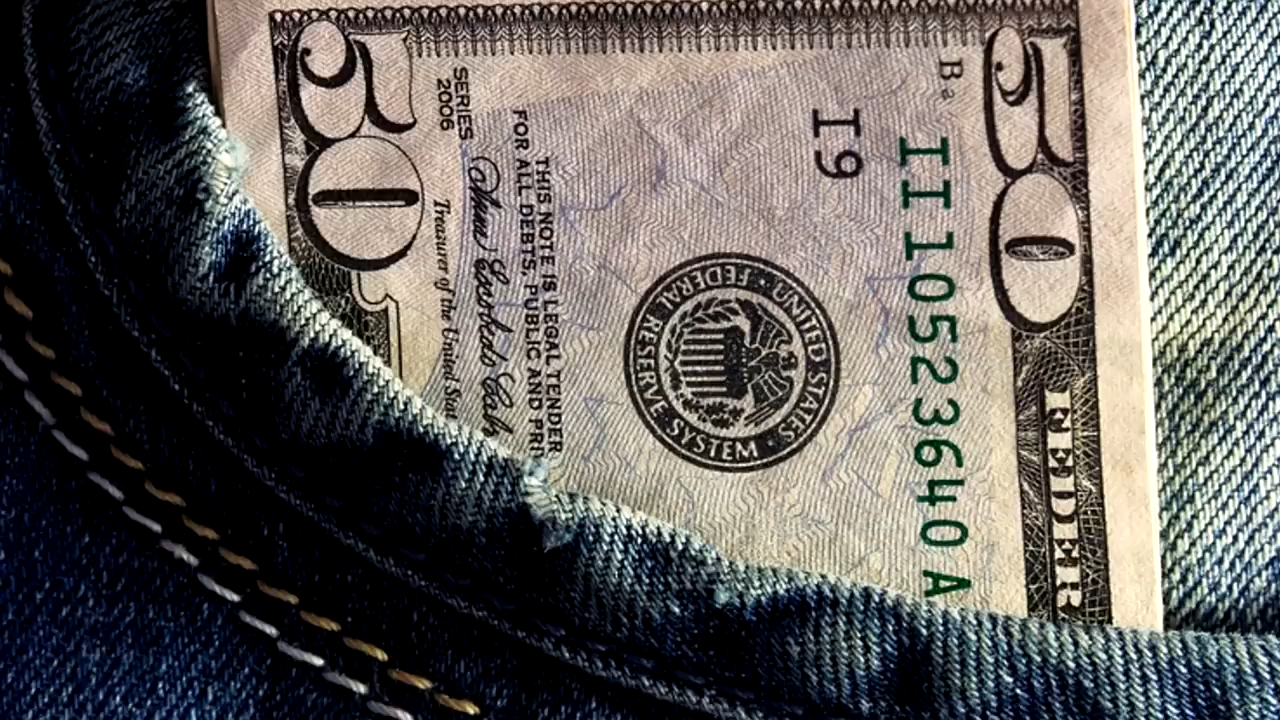 50
FEDER
B2
II 10523640 A
I9
UNITED STATES FEDERAL RESERVE SYSTEM
THIS NOTE IS LEGAL TENDER
FOR ALL DEBTS, PUBLIC AND PRI
SERIES
2006
Treasurer of the United Stat
50